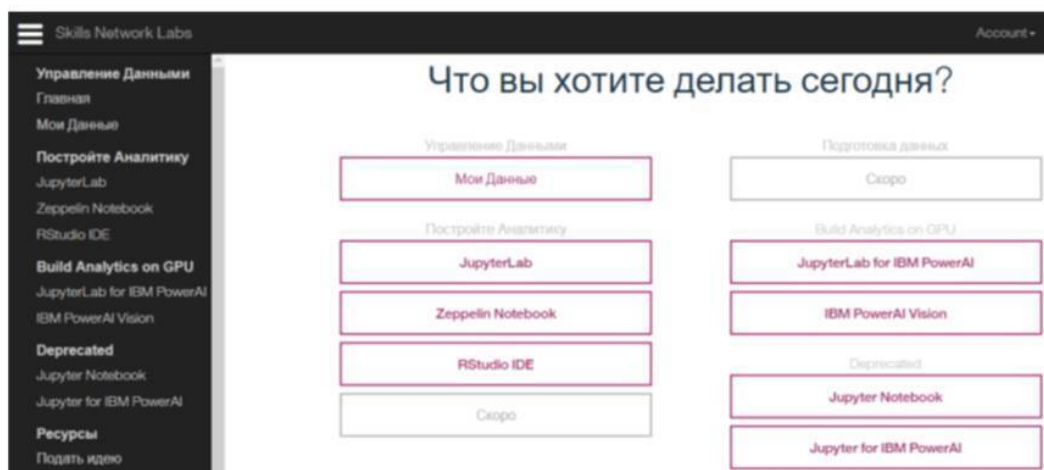 Skills Network Labs
Account
Управление Данными
Главная
Мои Данные
Постройте Аналитику
JupyterLab
Zeppelin Notebook
RStudio IDE
Build Analytics on GPU
JupyterLab for IBM PowerAI
IBM PowerAI Vision
Deprecated
Jupyter Notebook
Jupyter for IBM PowerAI
Ресурсы
Подать идею
Что вы хотите делать сегодня?
Управление Данными
Мои Данные
Постройте Аналитику
JupyterLab
Zeppelin Notebook
RStudio IDE
Скоро
Подготовка данных
Скоро
Build Analytics on GPU
JupyterLab for IBM PowerAI
IBM PowerAI Vision
Deprecated
Jupyter Notebook
Jupyter for IBM PowerAI